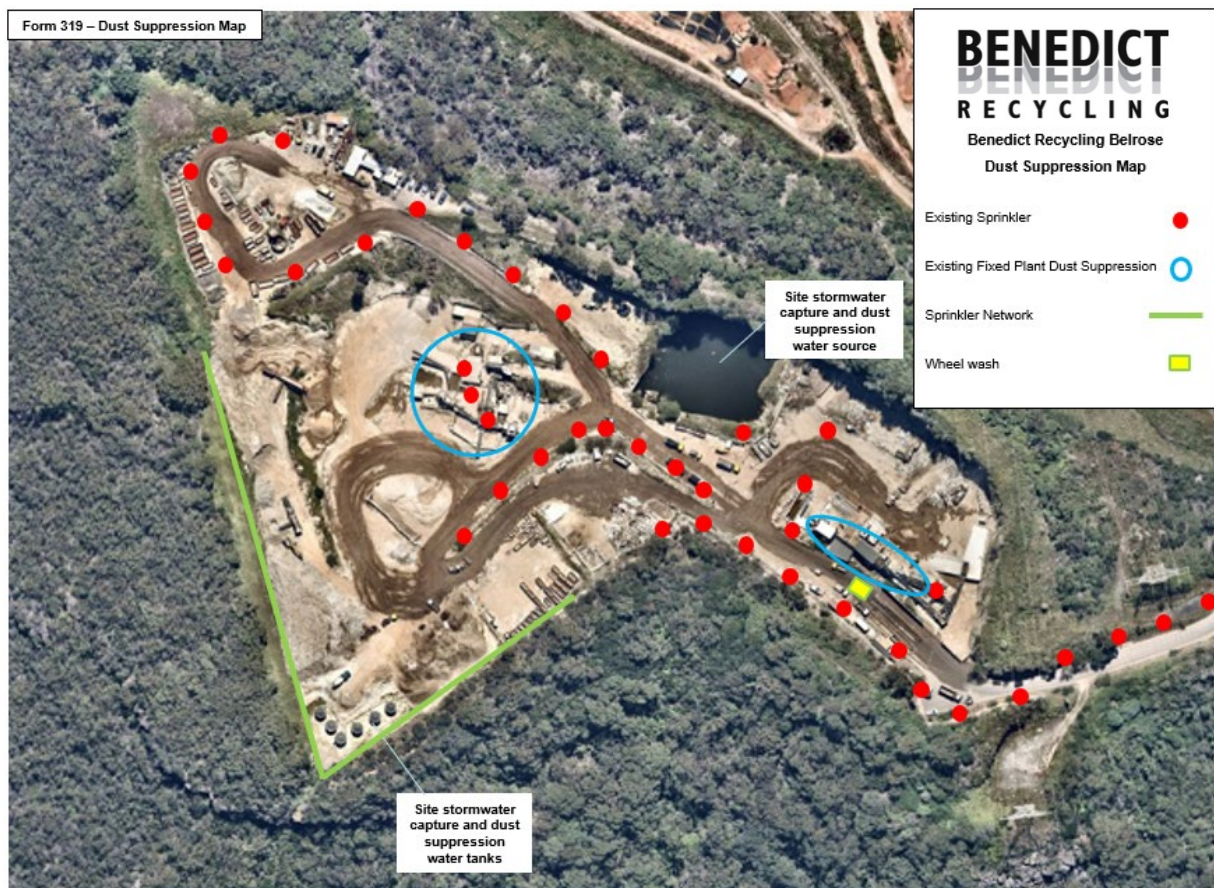 Form 319 – Dust Suppression Map
BENEDICT
RECYCLING
Benedict Recycling Belrose
Dust Suppression Map
Existing Sprinkler
Existing Fixed Plant Dust Suppression
Sprinkler Network
Wheel wash
Site stormwater
capture and dust
suppression
water source
Site stormwater
capture and dust
suppression
water tanks